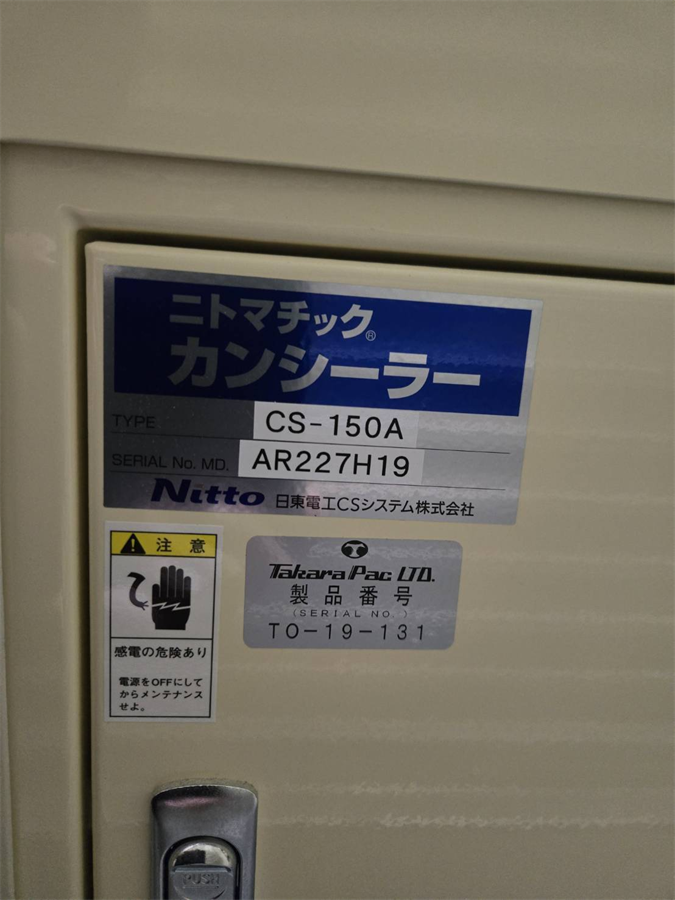 ニトマチック®
カンシーラー
TYPE CS-150A
SERIAL No. MD. AR227H19
Nitto 日東電工CSシステム株式会社
注意
感電の危険あり
電源をOFFにして
からメンテナンス
せよ。
Takara Pac LTD.
製品番号
(SERIAL NO.)
TO-19-131
PUSH